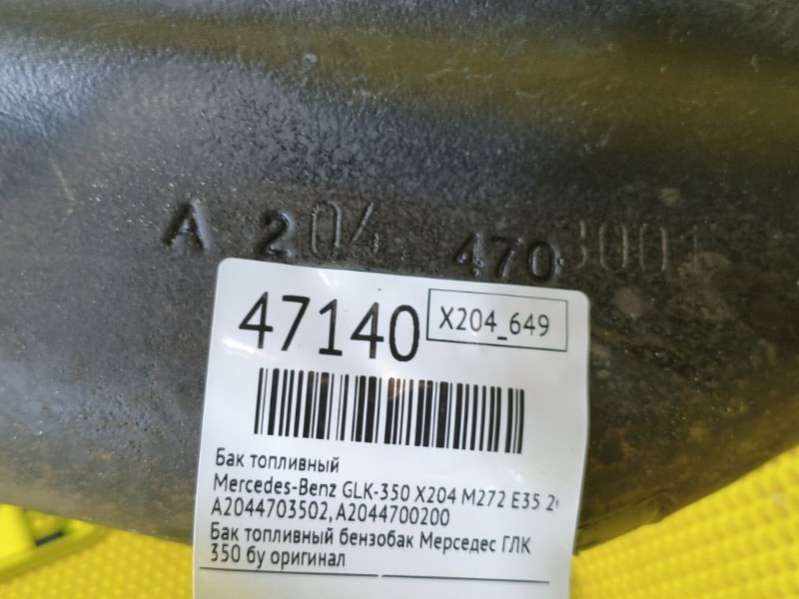 A 204 470 3001
47140
X204_649
Бак топливный
Mercedes-Benz GLK-350 X204 M272 E35
A2044703502, A2044700200
Бак топливный бензобак Мерседес ГЛК
350 бу оригинал